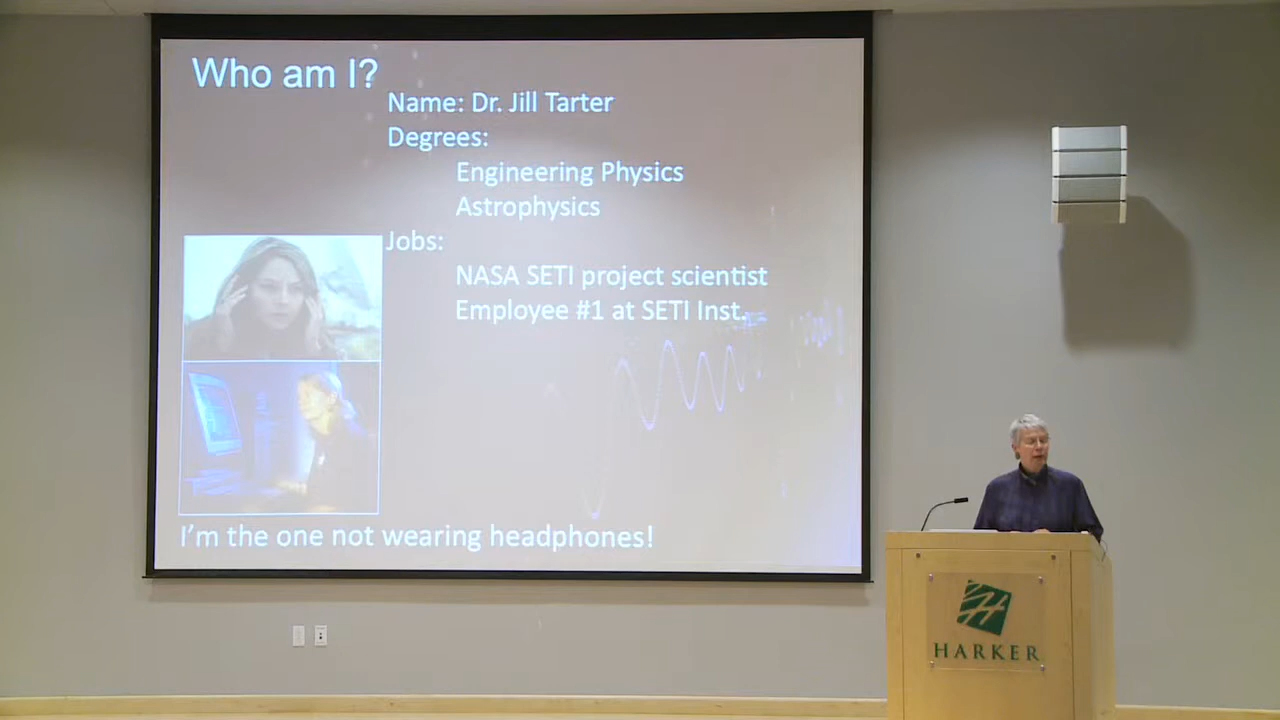 Who am I?
Name: Dr. Jill Tarter
Degrees:
Engineering Physics
Astrophysics
Jobs:
NASA SETI project scientist
Employee #1 at SETI Inst.
I'm the one not wearing headphones!
H
HARKER